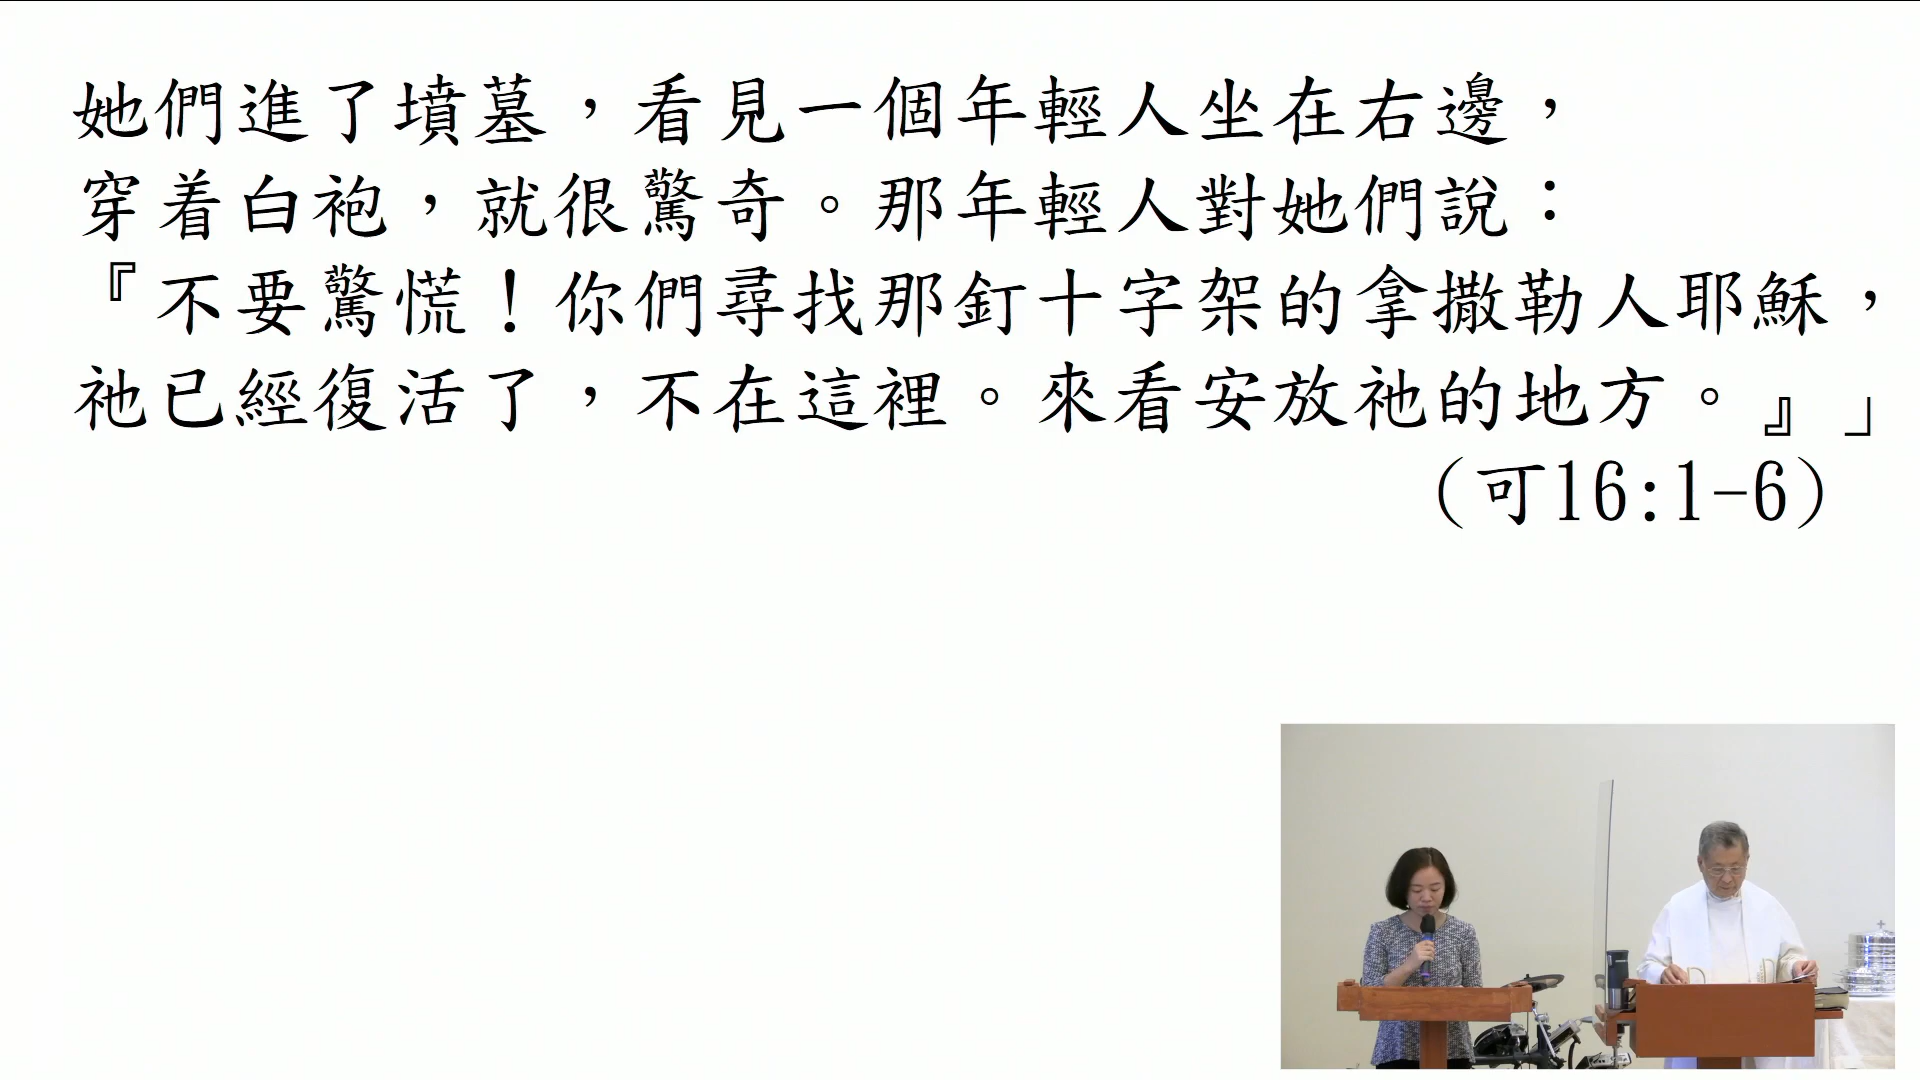 她們進了墳墓，看見一個年輕人坐在右邊，
穿着白袍，就很驚奇。那年輕人對她們說：
『不要驚慌！你們尋找那釘十字架的拿撒勒人耶穌，
祂已經復活了，不在這裡。來看安放祂的地方。』」
（可16:1-6）